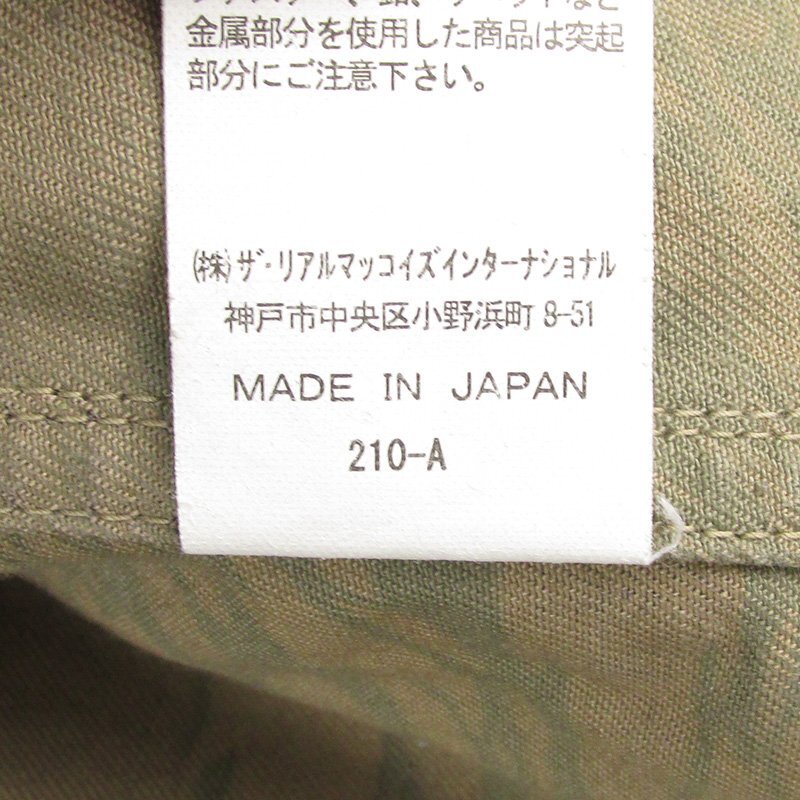 金属部分を使用した商品は突起
部分にご注意下さい。
㈱ザ・リアルマッコイズインターナショナル
神戸市中央区小野浜町 8-51
MADE IN JAPAN
210-A